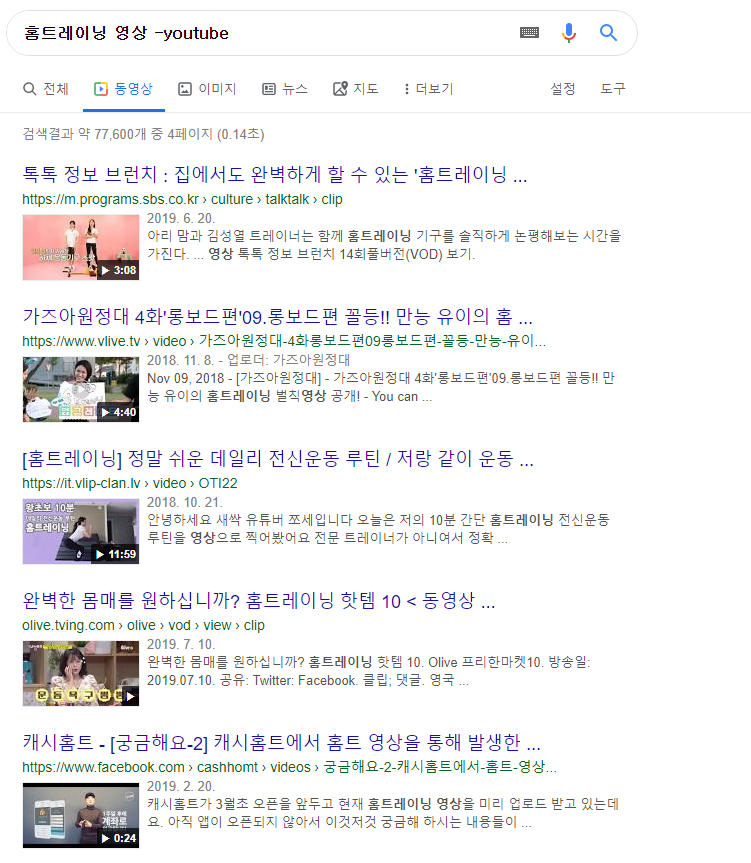 홈트레이닝 영상 -youtube
전체 동영상 이미지 뉴스 지도 더보기 설정 도구
검색결과 약 77,600개 중 4페이지 (0.14초)
톡톡 정보 브런치 : 집에서도 완벽하게 할 수 있는 '홈트레이닝 ...
https://m.programs.sbs.co.kr › culture › talktalk › clip
3:08
2019. 6. 20.
아리 맘과 김성열 트레이너는 함께 홈트레이닝 기구를 솔직하게 논평해보는 시간을
가진다. ... 영상 톡톡 정보 브런치 14회풀버전(VOD) 보기.
가즈아원정대 4화'롱보드편'09.롱보드편 꼴등!! 만능 유이의 홈 ...
https://www.vlive.tv › video › 가즈아원정대-4화롱보드편09롱보드편-꼴등-만능-유이...
4:40
2018. 11. 8. - 업로더: 가즈아원정대
Nov 09, 2018 - [가즈아원정대] - 가즈아원정대 4화'롱보드편'09.롱보드편 꼴등!! 만
능 유이의 홈트레이닝 벌칙영상 공개! - You can ...
[홈트레이닝] 정말 쉬운 데일리 전신운동 루틴 / 저랑 같이 운동 ...
https://it.vlip-clan.lv › video › OTI22
왕초보 10분
데일리 전신운동 루틴
홈트레이닝
11:59
2018. 10. 21.
안녕하세요 새싹 유튜버 쪼세입니다 오늘은 저의 10분 간단 홈트레이닝 전신운동
루틴을 영상으로 찍어봤어요 전문 트레이너가 아니여서 정확 ...
완벽한 몸매를 원하십니까? 홈트레이닝 핫템 10 < 동영상 ...
olive.tving.com › olive › vod › view › clip
Olive
2019. 7. 10.
완벽한 몸매를 원하십니까? 홈트레이닝 핫템 10. Olive 프리한마켓10. 방송일:
2019.07.10. 공유: Twitter: Facebook. 클립; 댓글. 영국 ...
캐시홈트 - [궁금해요-2] 캐시홈트에서 홈트 영상을 통해 발생한 ...
https://www.facebook.com › cashhomt › videos › 궁금해요-2-캐시홈트에서-홈트-영상...
1주일 후에
계좌로
0:24
2019. 2. 20.
캐시홈트가 3월초 오픈을 앞두고 현재 홈트레이닝 영상을 미리 업로드 받고 있는데
요. 아직 앱이 오픈되지 않아서 이것저것 궁금해 하시는 내용들이 ...